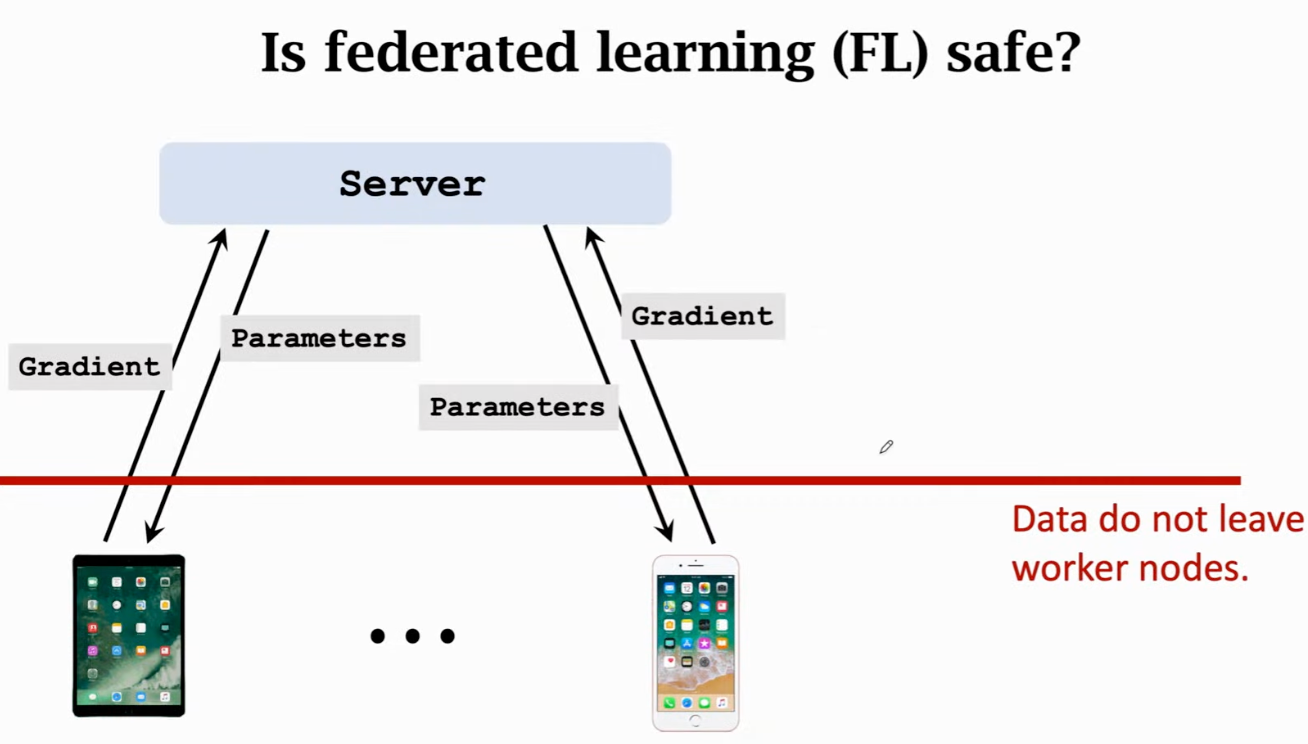 Is federated learning (FL) safe?
Server
Gradient
Parameters
Gradient
Parameters
Data do not leave
worker nodes.